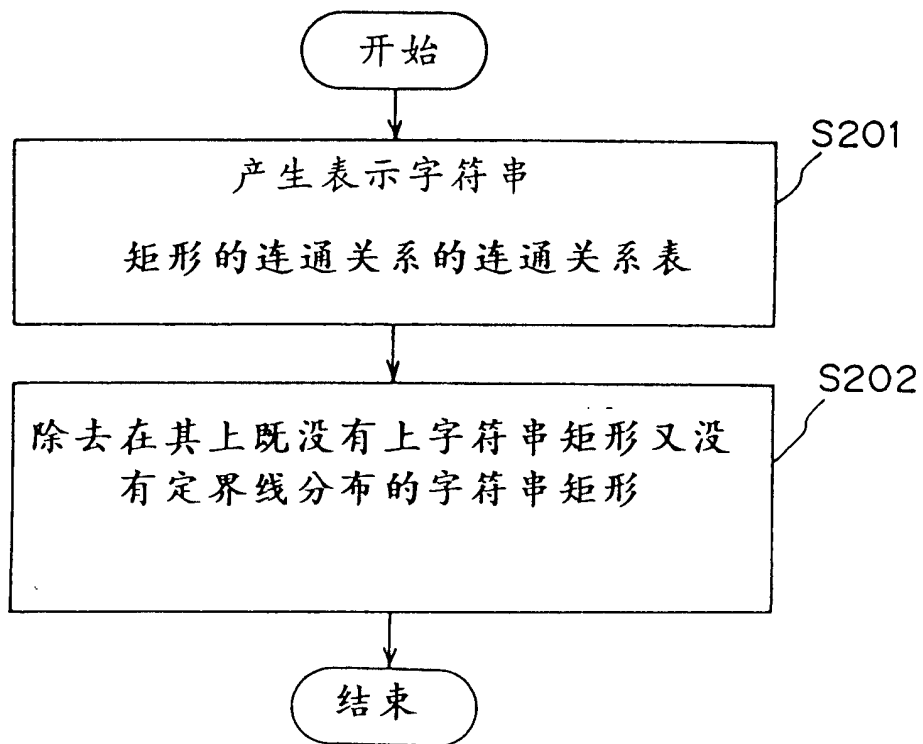 开始
S201
产生表示字符串
矩形的连通关系的连通关系表
S202
除去在其上既没有上字符串矩形又没
有定界线分布的字符串矩形
结束